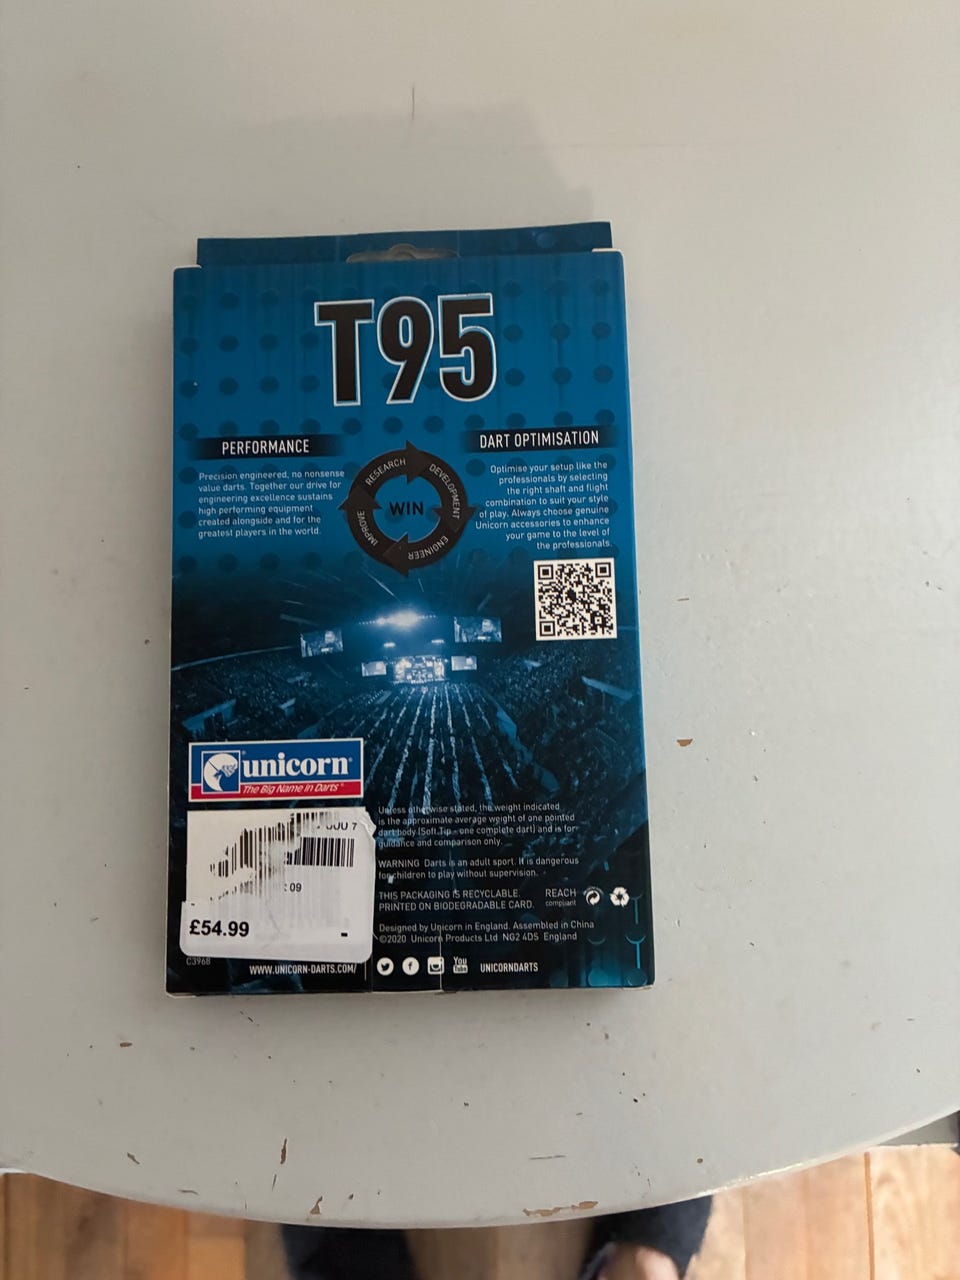 T95
PERFORMANCE
Precision engineered, no nonsense
value darts. Together our drive for
engineering excellence sustains
high performing equipment
created alongside and for the
greatest players in the world.
RESEARCH
DEVELOPMENT
ENGINEER
IMPROVE
WIN
DART OPTIMISATION
Optimise your setup like the
professionals by selecting
the right shaft and flight
combination to suit your style
of play. Always choose genuine
Unicorn accessories to enhance
your game to the level of
the professionals.
unicorn®
The Big Name in Darts®
000 7
: 09
£54.99
-
Unless otherwise stated, the weight indicated
is the approximate average weight of one pointed
dart body (Soft Tip - one complete dart) and is for
guidance and comparison only.
WARNING Darts is an adult sport. It is dangerous
for children to play without supervision.
THIS PACKAGING IS RECYCLABLE.
PRINTED ON BIODEGRADABLE CARD.
REACH
compliant
Designed by Unicorn in England. Assembled in China
©2020 Unicorn Products Ltd NG2 4DS England
C3968
WWW.UNICORN-DARTS.COM/
You
Tube
UNICORNDARTS